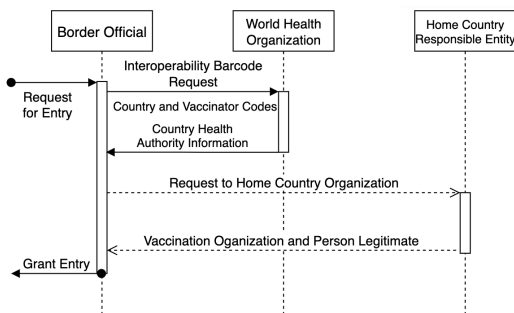 Border Official
World Health
Organization
Home Country
Responsible Entity
Interoperability Barcode
Request
Request
for Entry
Country and Vaccinator Codes
Country Health
Authority Information
Request to Home Country Organization
Vaccination Oganization and Person Legitimate
Grant Entry